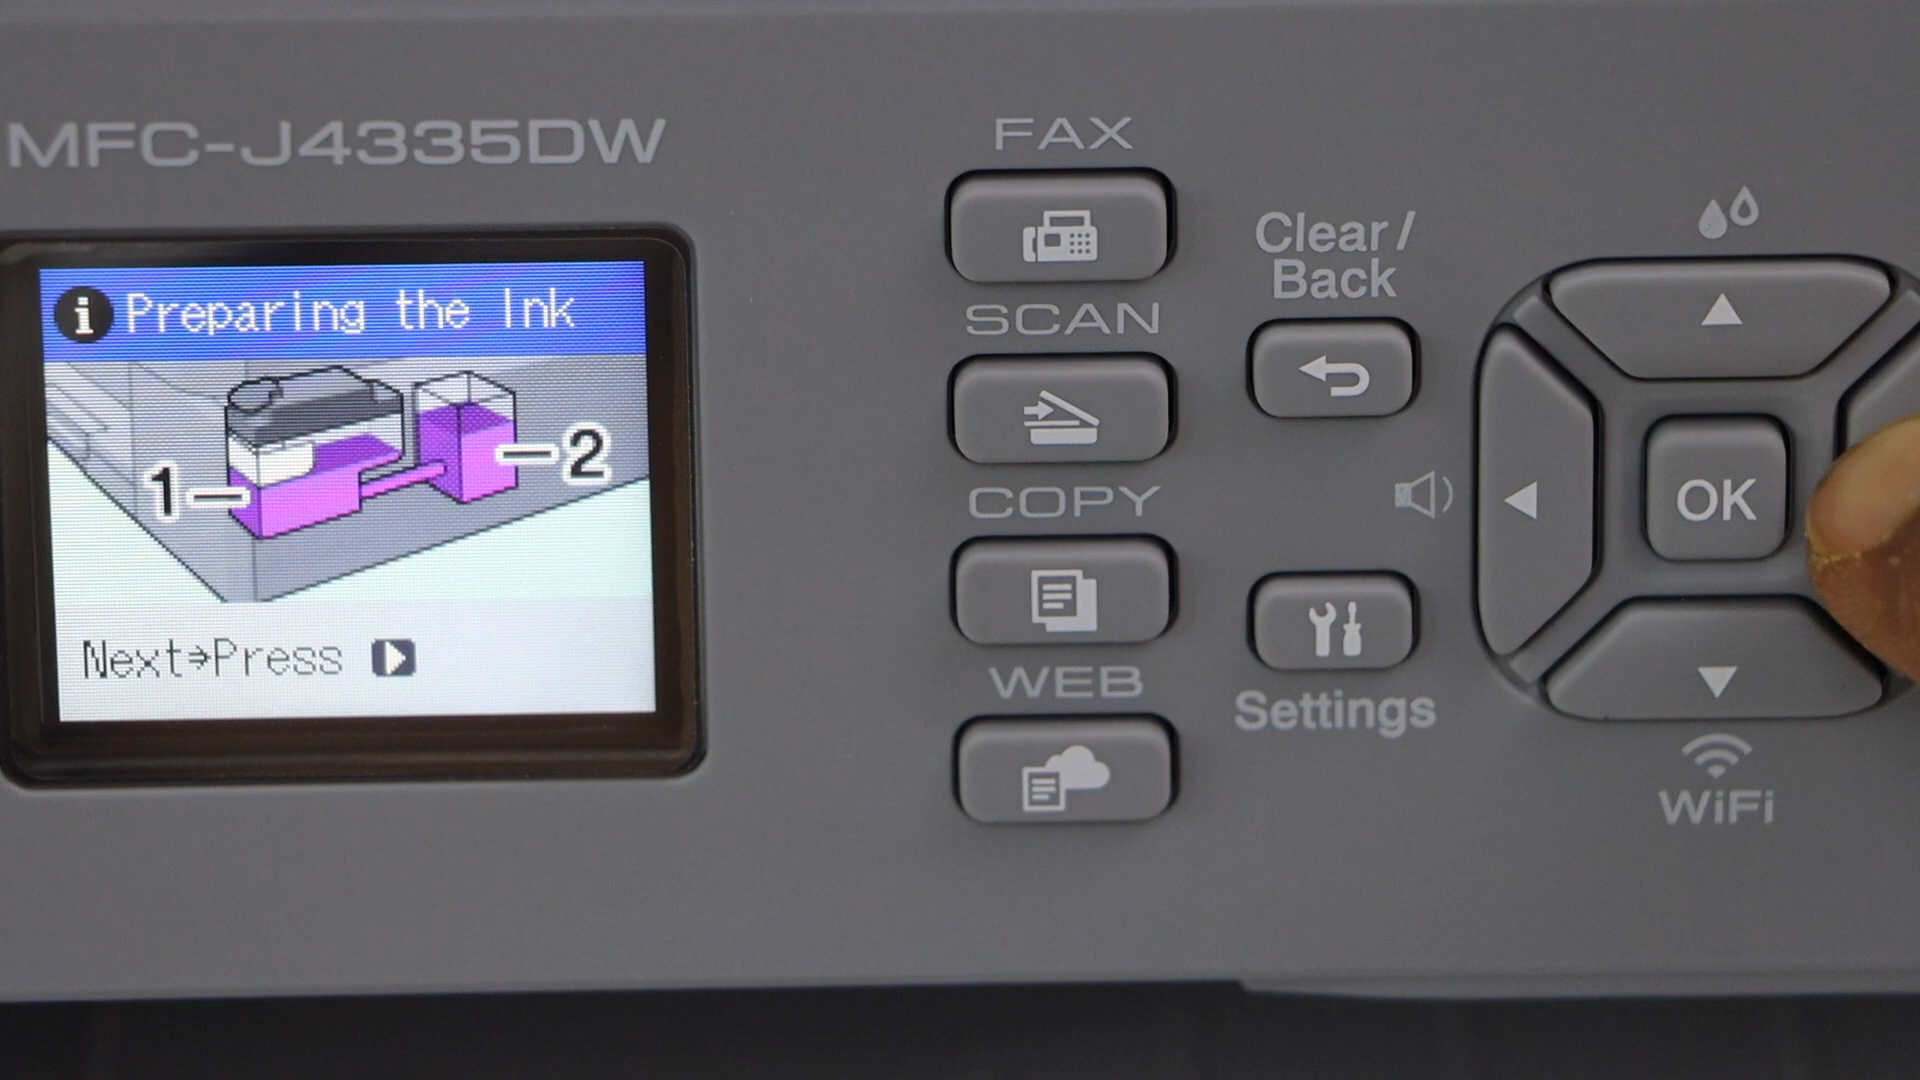 MFC-J4335DW
i Preparing the Ink
1
2
Next⇒Press
FAX
SCAN
COPY
WEB
Clear/
Back
Settings
OK
WiFi